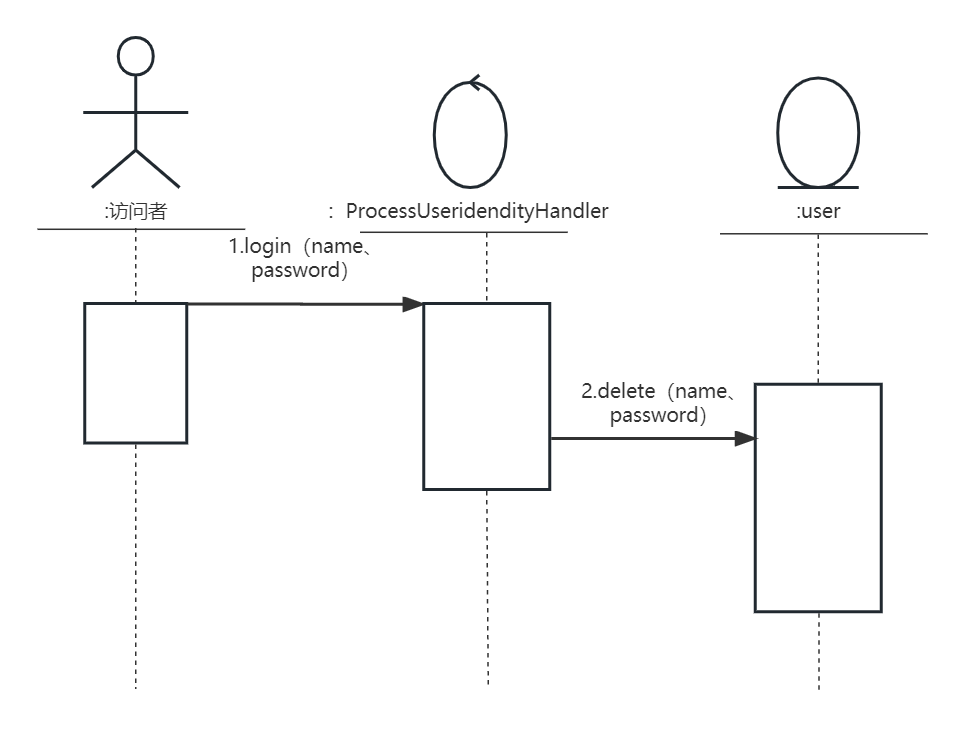 :访问者
：ProcessUseridendityHandler
:user
1.login（name、
password）
2.delete（name、
password）